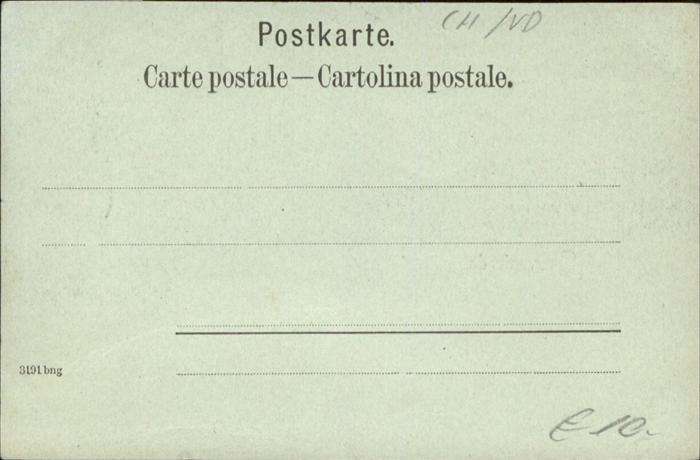 CH/VD
Postkarte.
Carte postale — Cartolina postale.
3191 bng
€ 10.-